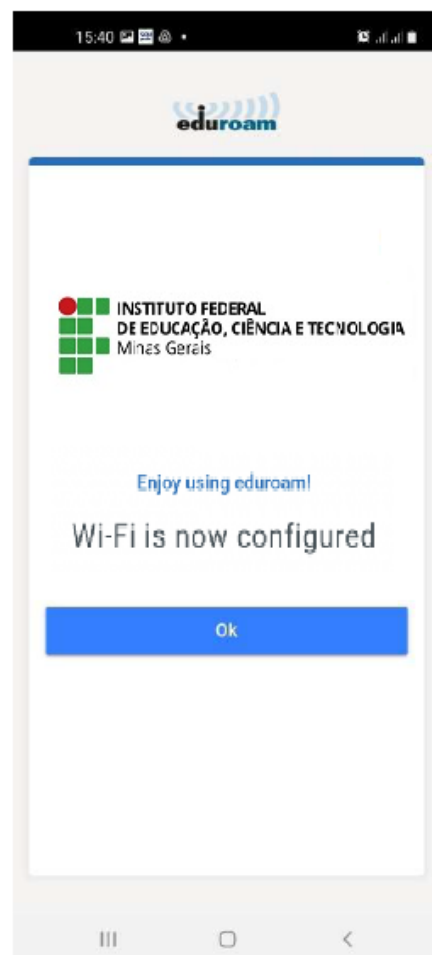 15:40
eduroam
INSTITUTO FEDERAL
DE EDUCAÇÃO, CIÊNCIA E TECNOLOGIA
Minas Gerais
Enjoy using eduroam!
Wi-Fi is now configured
Ok